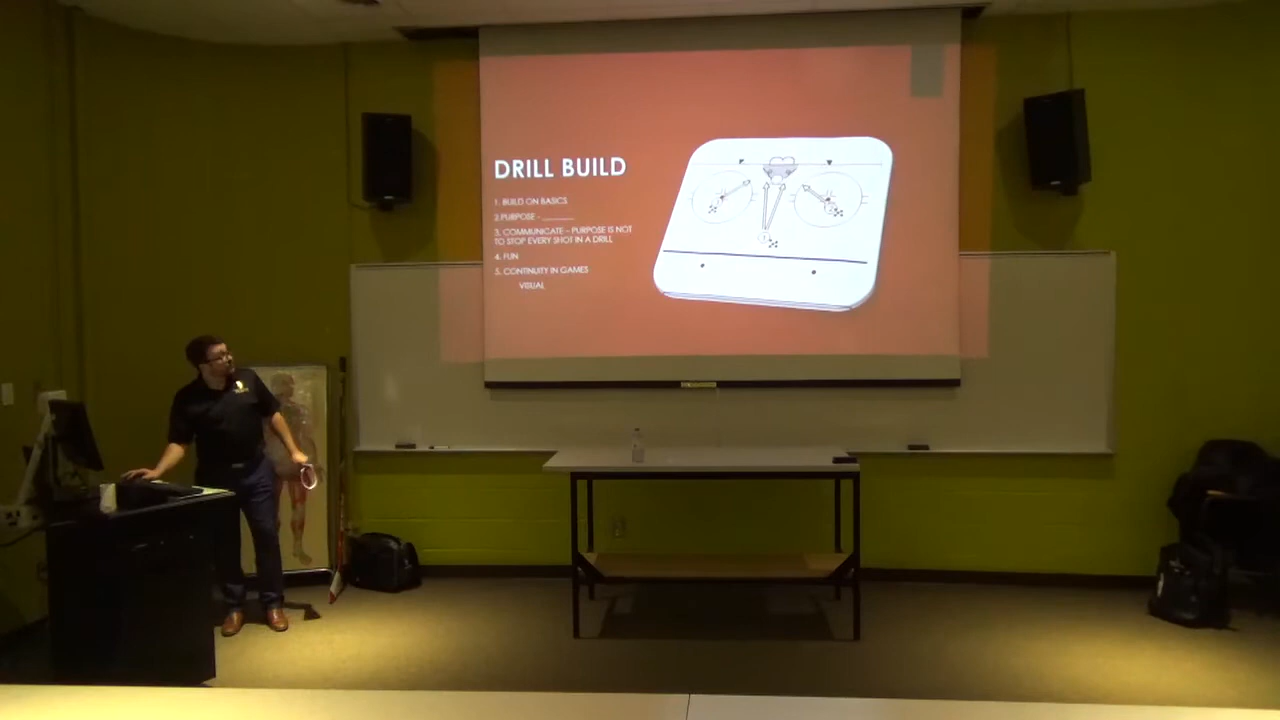 DRILL BUILD
1. BUILD ON BASICS
2.PURPOSE - ______
3. COMMUNICATE - PURPOSE IS NOT
TO STOP EVERY SHOT IN A DRILL
4. FUN
5. CONTINUITY IN GAMES
VISUAL